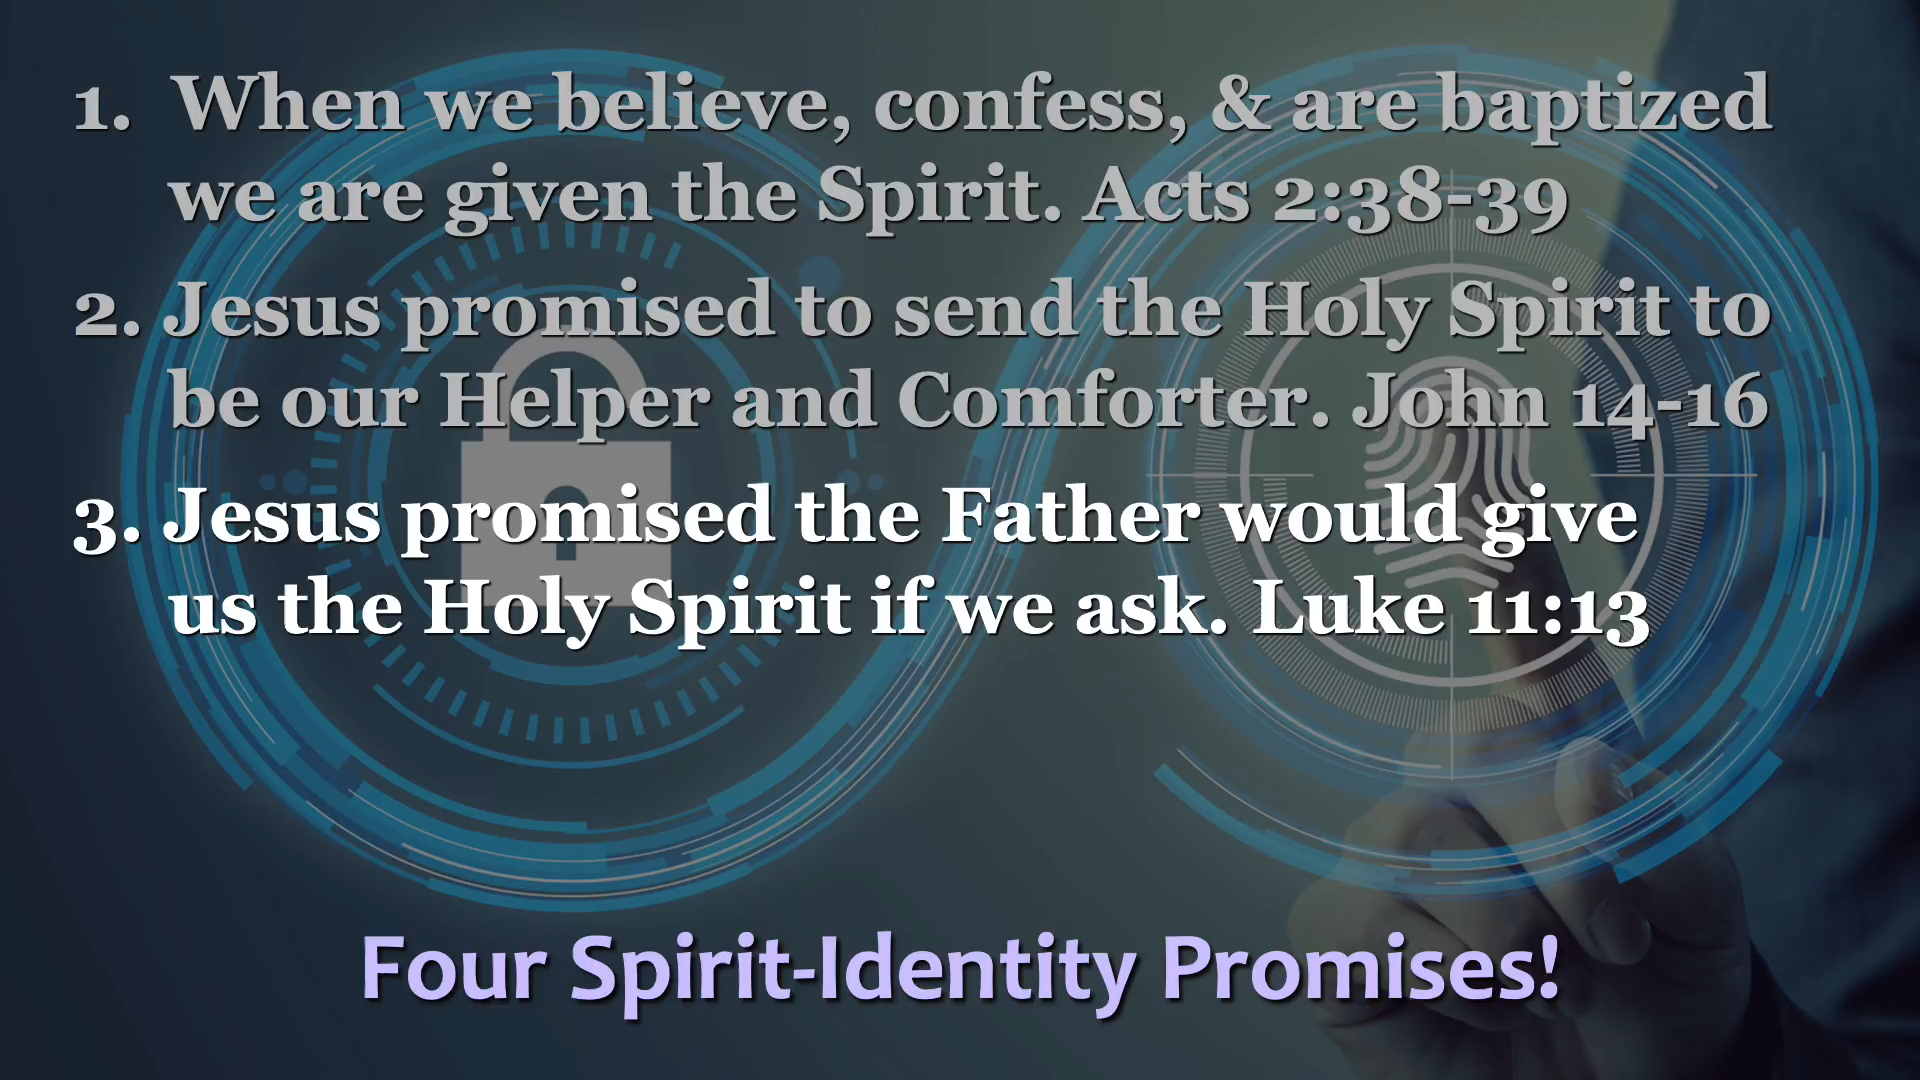 1. When we believe, confess, & are baptized
we are given the Spirit. Acts 2:38-39
2. Jesus promised to send the Holy Spirit to
be our Helper and Comforter. John 14-16
3. Jesus promised the Father would give
us the Holy Spirit if we ask. Luke 11:13
Four Spirit-Identity Promises!